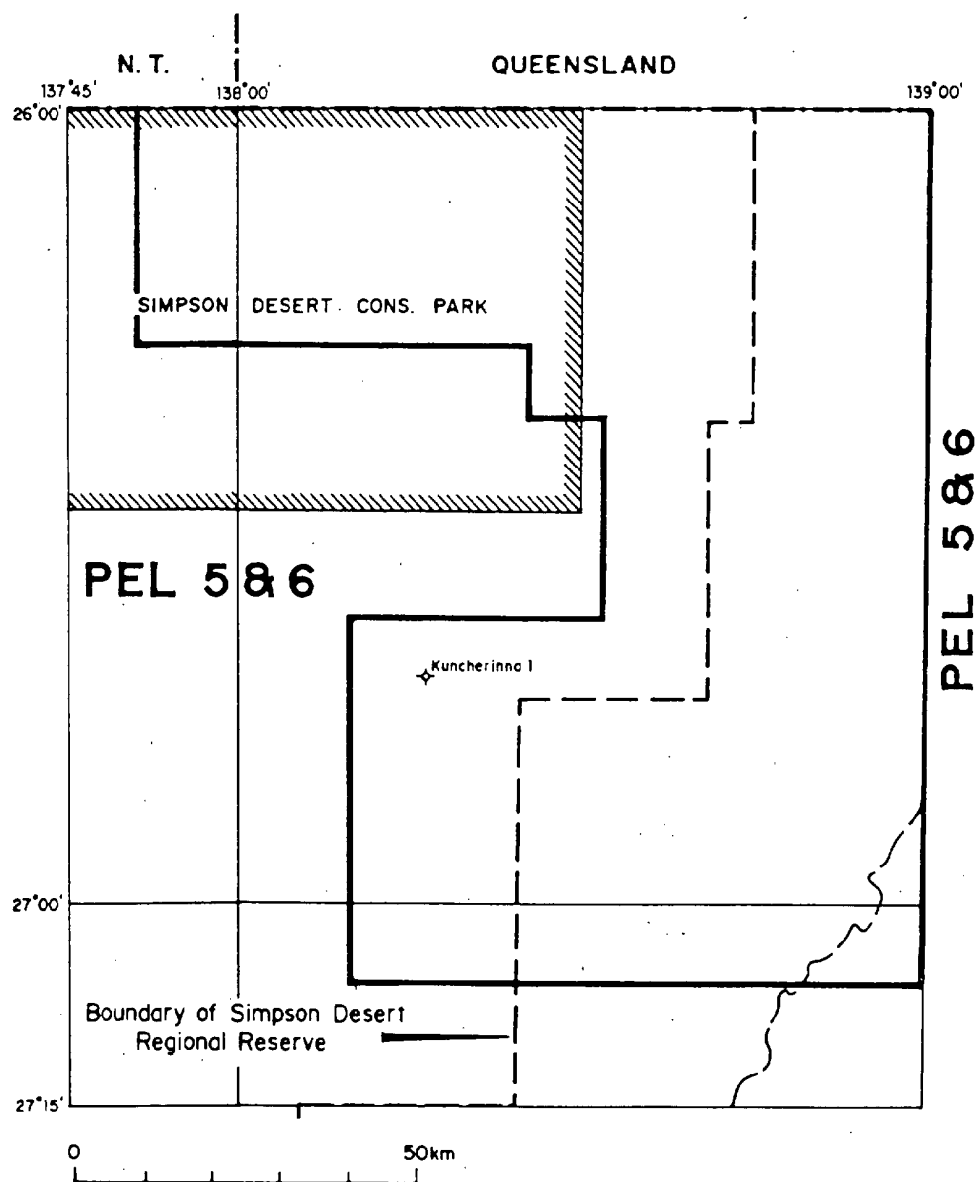 N. T.
QUEENSLAND
137°45'
138°00'
139°00'
26°00'
SIMPSON DESERT CONS. PARK
PEL 5 & 6
PEL 5 & 6
Kuncherinna 1
27°00'
Boundary of Simpson Desert
Regional Reserve
27°15'
0
50km